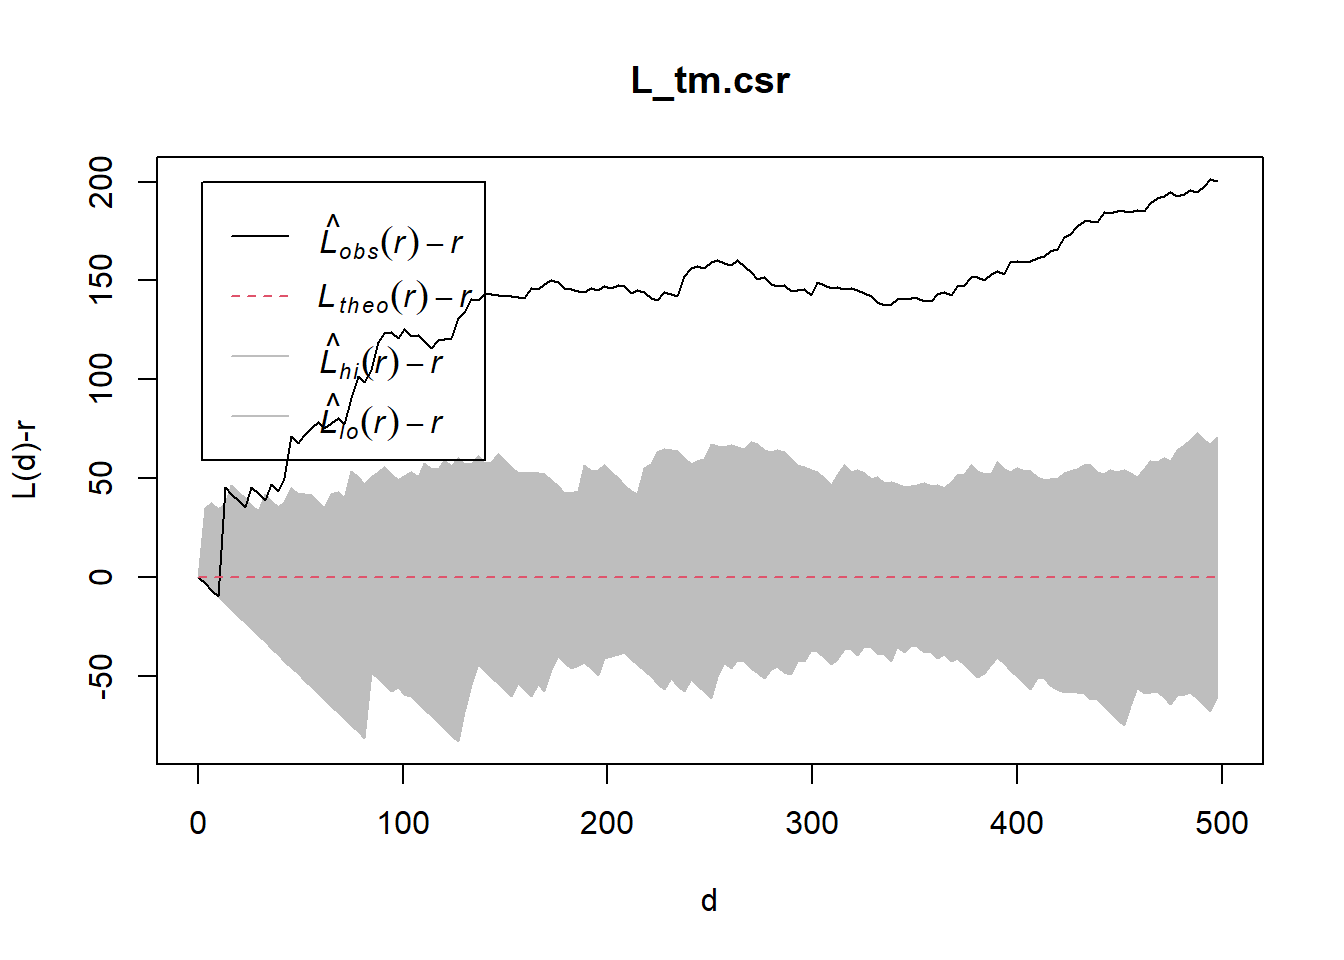 L_tm.csr
L(d)-r
200
150
100
50
0
-50
L̂obs(r) − r
Ltheo(r) − r
L̂hi(r) − r
L̂lo(r) − r
0 100 200 300 400 500
d